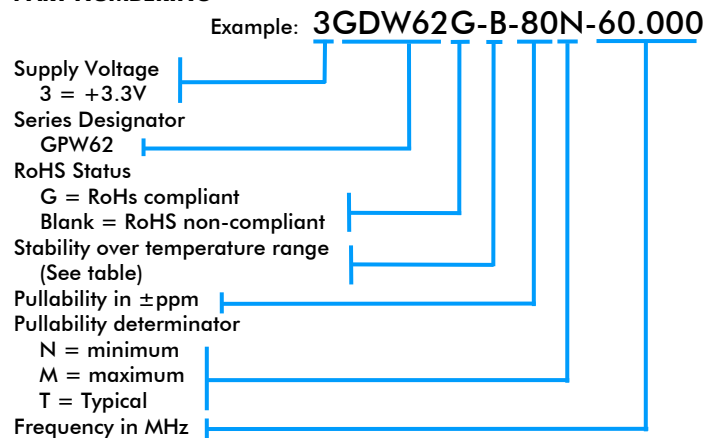 Example: 3GDW62G-B-80N-60.000
Supply Voltage
3 = +3.3V
Series Designator
GPW62
RoHS Status
G = RoHs compliant
Blank = RoHS non-compliant
Stability over temperature range
(See table)
Pullability in ±ppm
Pullability determinator
N = minimum
M = maximum
T = Typical
Frequency in MHz